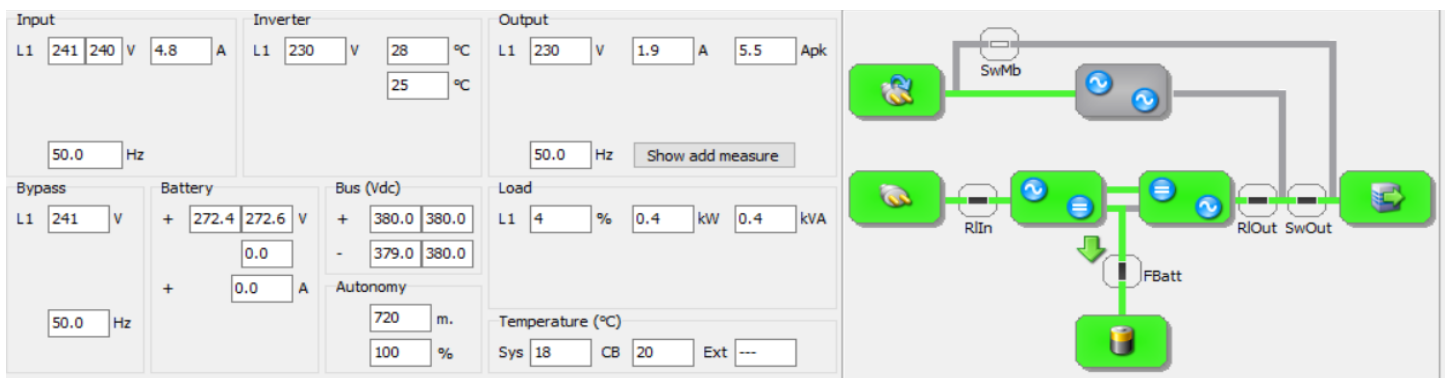 Input
L1 241 240 V 4.8 A
50.0 Hz
Inverter
L1 230 V 28 ºC
25 ºC
Output
L1 230 V 1.9 A 5.5 Apk
50.0 Hz Show add measure
Bypass
L1 241 V
50.0 Hz
Battery
+ 272.4 272.6 V
0.0
+ 0.0 A
Bus (Vdc)
+ 380.0 380.0
- 379.0 380.0
Autonomy
720 m.
100 %
Load
L1 4 % 0.4 kW 0.4 kVA
Temperature (ºC)
Sys 18 CB 20 Ext ---
SwMb
RlIn
RlOut SwOut
FBatt